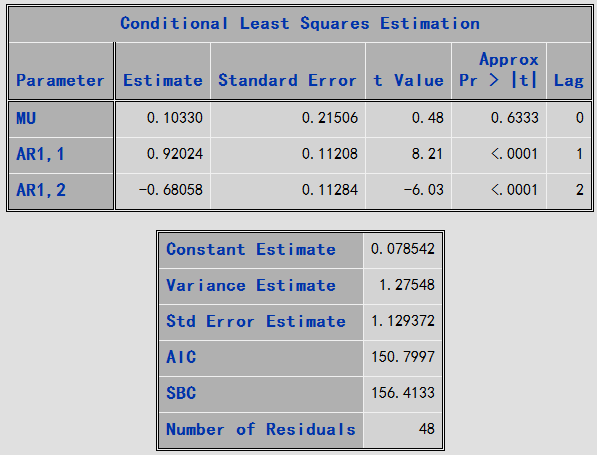 Conditional Least Squares Estimation
Approx
Parameter Estimate Standard Error t Value Pr > |t| Lag
MU 0.10330 0.21506 0.48 0.6333 0
AR1,1 0.92024 0.11208 8.21 <.0001 1
AR1,2 -0.68058 0.11284 -6.03 <.0001 2
Constant Estimate 0.078542
Variance Estimate 1.27548
Std Error Estimate 1.129372
AIC 150.7997
SBC 156.4133
Number of Residuals 48